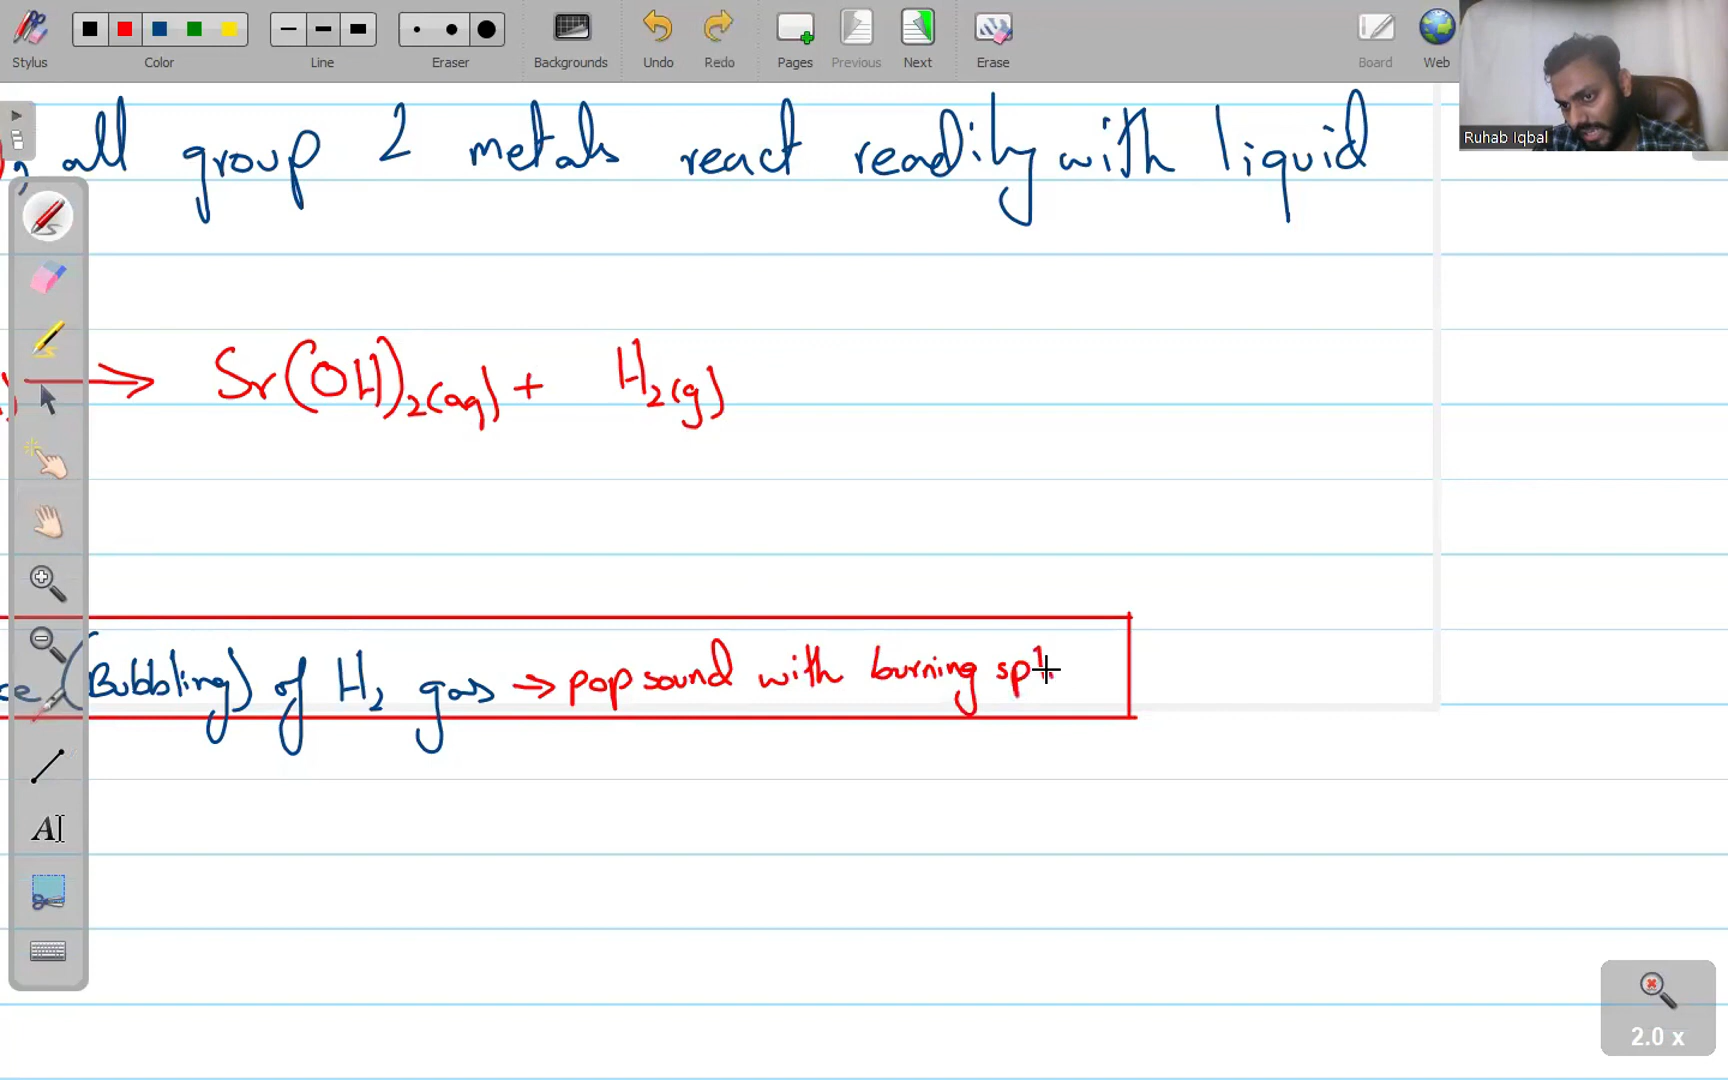 Stylus Color Line Eraser Backgrounds Undo Redo Pages Previous Next Erase Board Web
Ruhab Iqbal
all group 2 metals react readily with liquid
→ Sr(OH)2(aq) + H2(g)
(Bubbling) of H2 gas → pop sound with burning
2.0 x